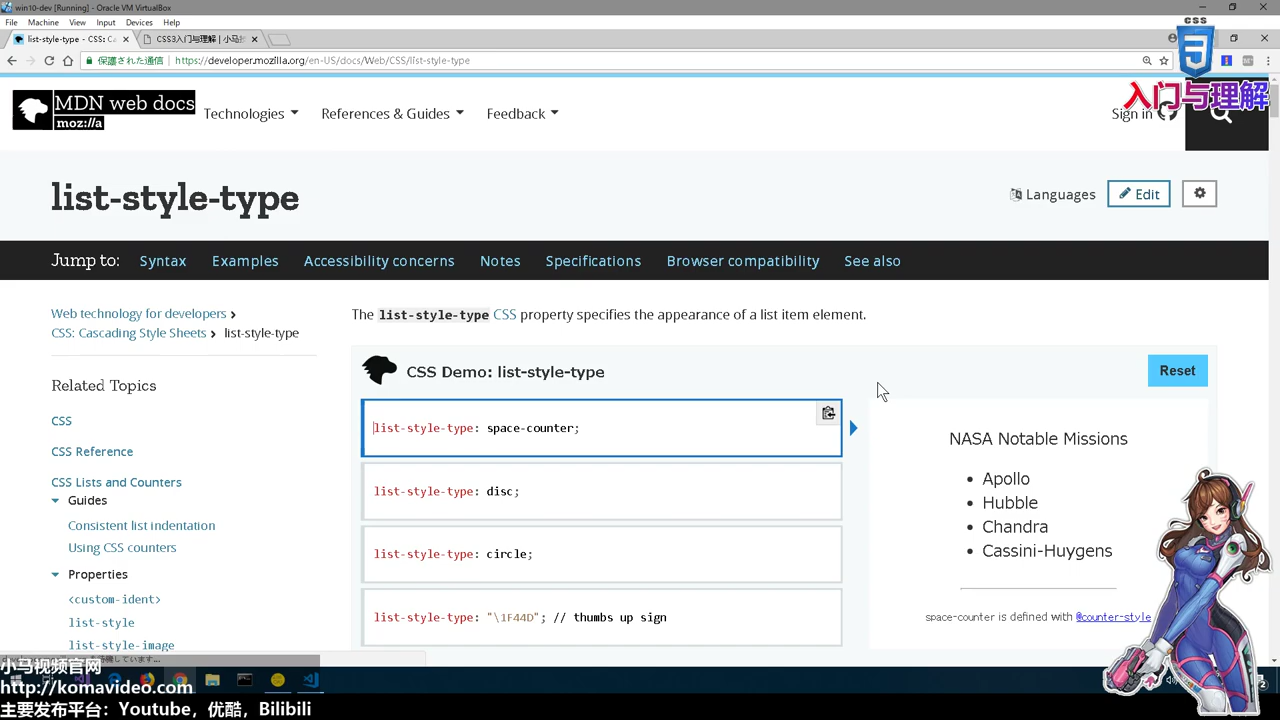 win10-dev [Running] - Oracle VM VirtualBox
File Machine View Input Devices Help
list-style-type - CSS: Ca
CSS3入门与理解 | 小马
保護された通信 https://developer.mozilla.org/en-US/docs/Web/CSS/list-style-type
CSS
入门与理解
MDN web docs
moz://a
Technologies References & Guides Feedback Sign in
list-style-type
Languages Edit
Jump to: Syntax Examples Accessibility concerns Notes Specifications Browser compatibility See also
Web technology for developers
CSS: Cascading Style Sheets list-style-type
Related Topics
CSS
CSS Reference
CSS Lists and Counters
Guides
Consistent list indentation
Using CSS counters
Properties
<custom-ident>
list-style
list-style-image
The list-style-type CSS property specifies the appearance of a list item element.
CSS Demo: list-style-type
Reset
list-style-type: space-counter;
list-style-type: disc;
list-style-type: circle;
list-style-type: "\1F44D"; // thumbs up sign
NASA Notable Missions
Apollo
Hubble
Chandra
Cassini-Huygens
space-counter is defined with @counter-style
小马视频官网
http://komavideo.com
主要发布平台：Youtube，优酷，Bilibili